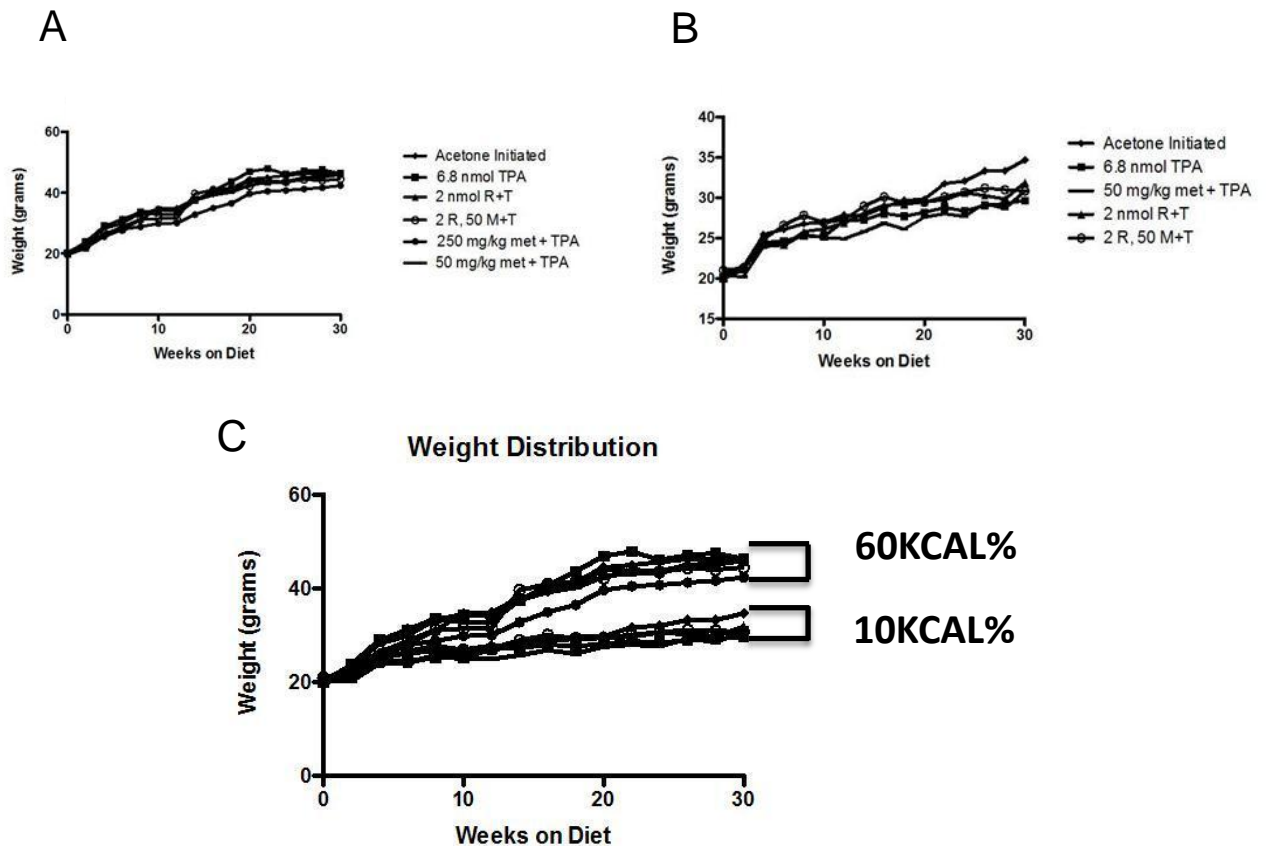 A
60
40
20
0
Weight (grams)
0 10 20 30
Weeks on Diet
Acetone Initiated
6.8 nmol TPA
2 nmol R+T
2 R, 50 M+T
250 mg/kg met + TPA
50 mg/kg met + TPA
B
40
35
30
25
20
15
Weight (grams)
0 10 20 30
Weeks on Diet
Acetone Initiated
6.8 nmol TPA
50 mg/kg met + TPA
2 nmol R+T
2 R, 50 M+T
C
Weight Distribution
60
40
20
0
Weight (grams)
0 10 20 30
Weeks on Diet
60KCAL%
10KCAL%